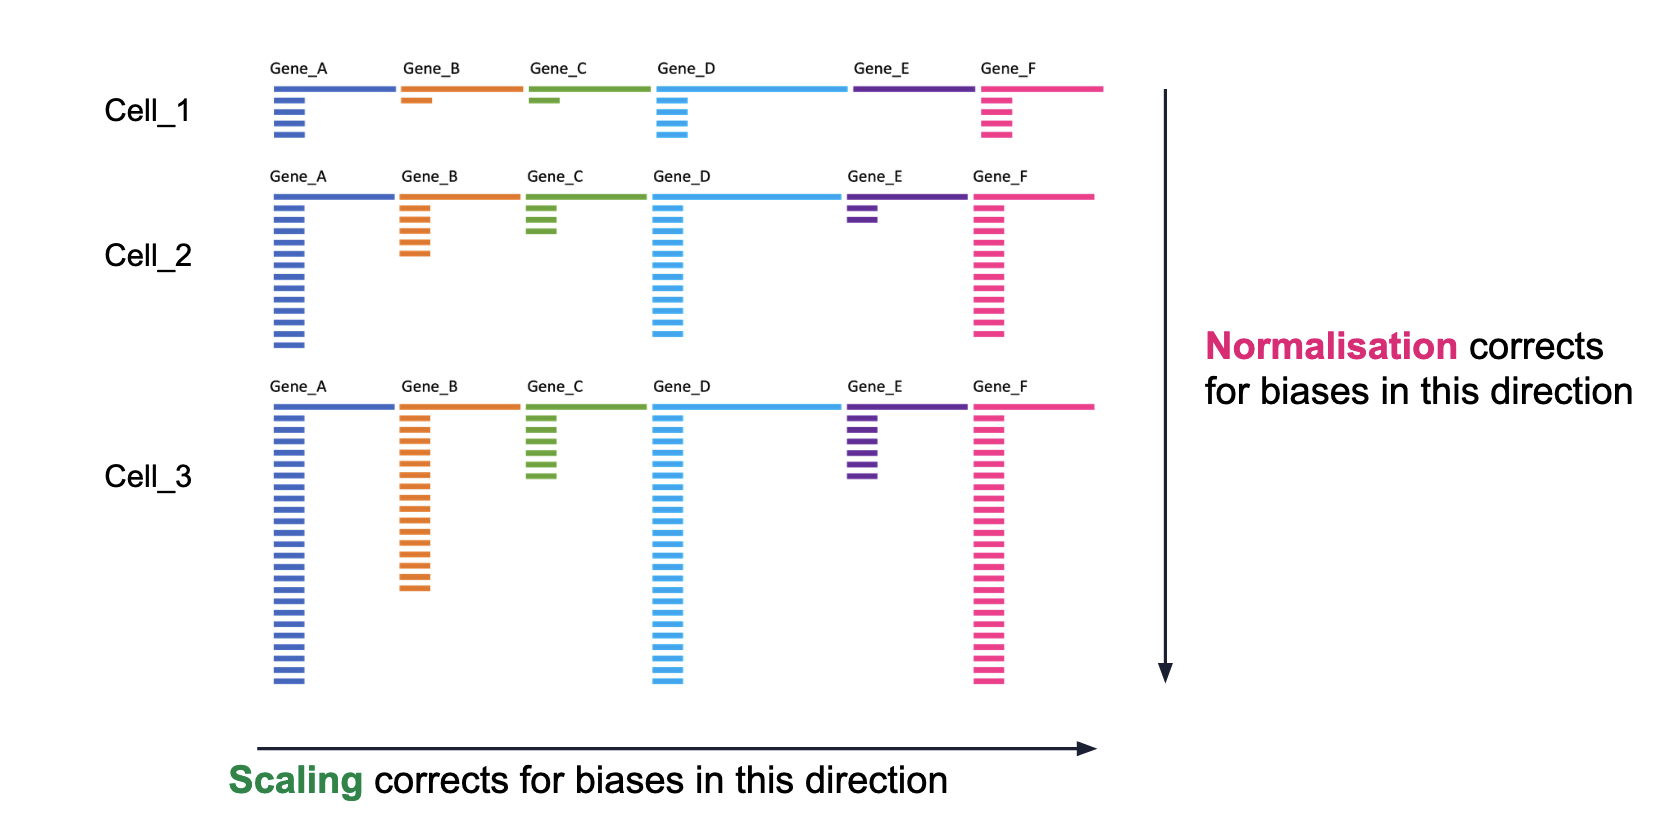 Gene_A Gene_B Gene_C Gene_D Gene_E Gene_F
Cell_1
Gene_A Gene_B Gene_C Gene_D Gene_E Gene_F
Cell_2
Normalisation corrects
for biases in this direction
Gene_A Gene_B Gene_C Gene_D Gene_E Gene_F
Cell_3
Scaling corrects for biases in this direction